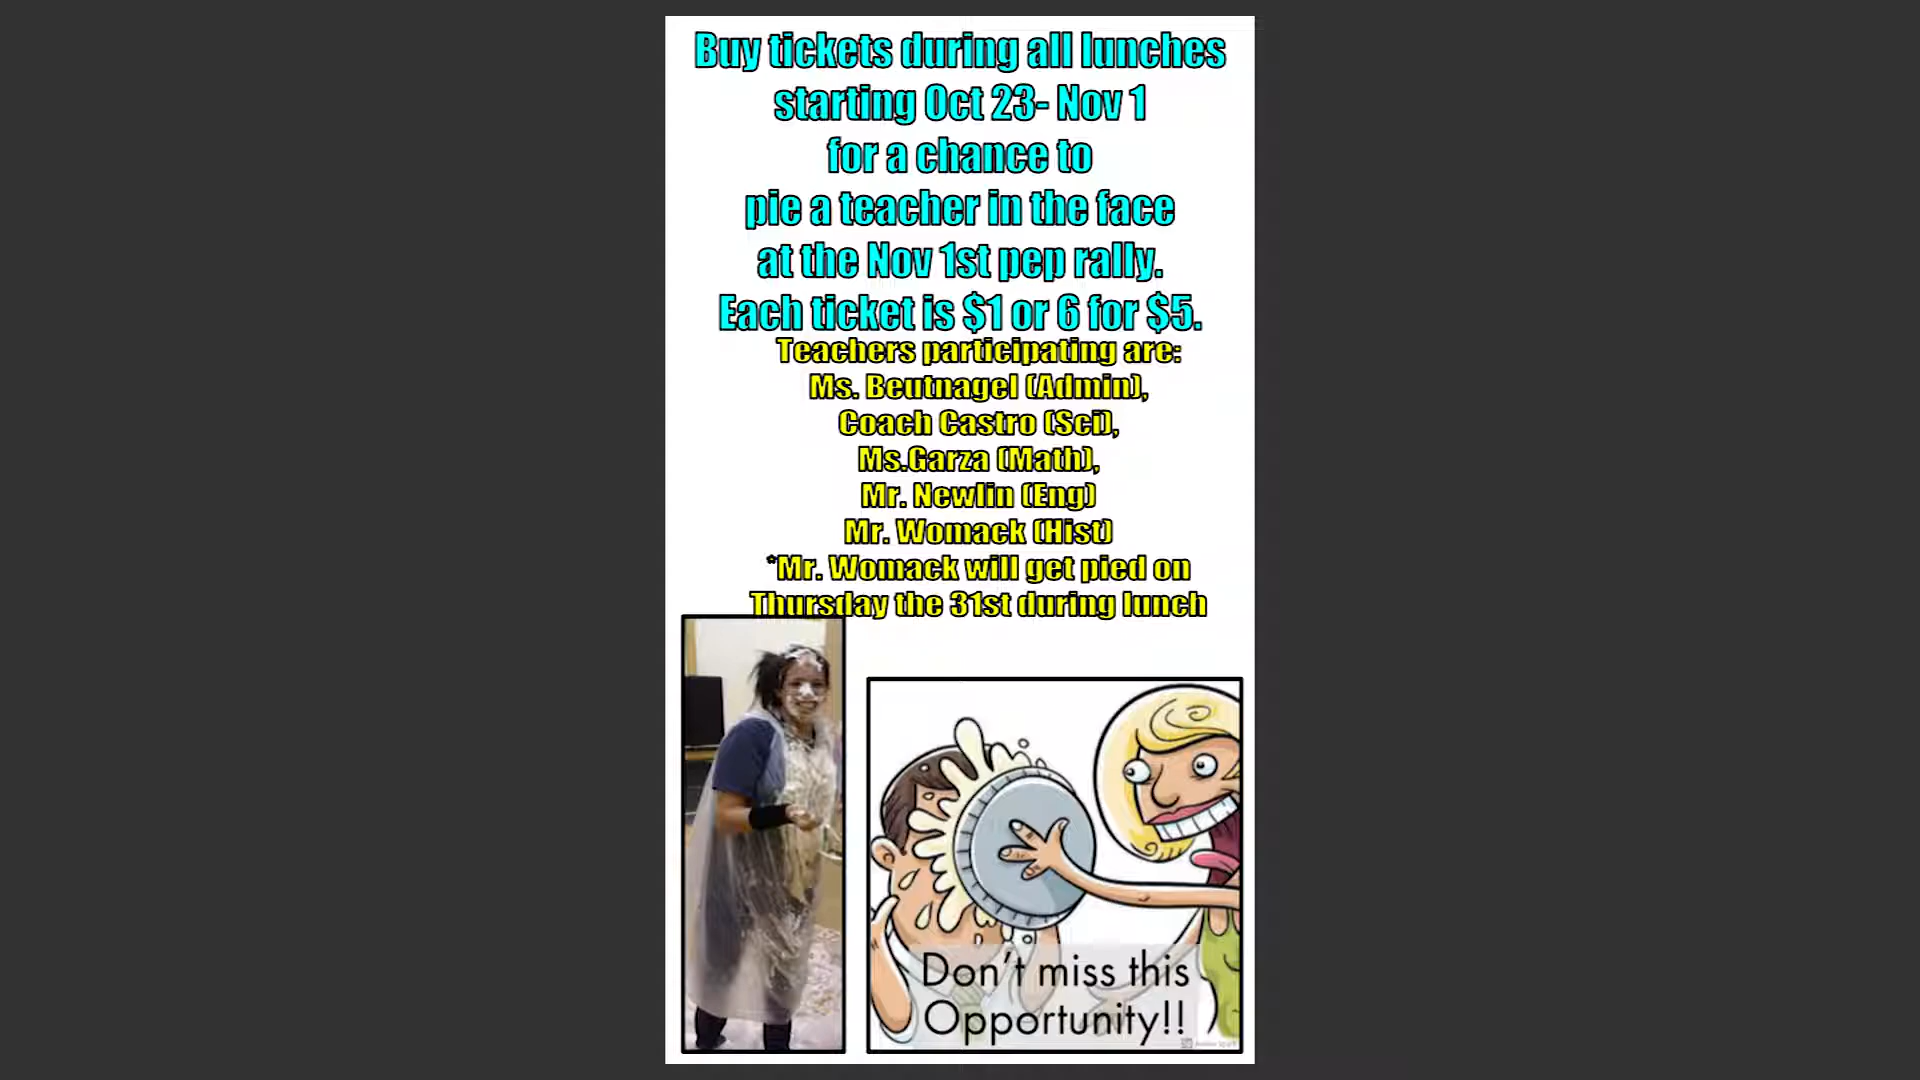 Buy tickets during all lunches
starting Oct 23- Nov 1
for a chance to
pie a teacher in the face
at the Nov 1st pep rally.
Each ticket is $1 or 6 for $5.
Teachers participating are:
Ms. Beutnagel (Admin),
Coach Castro (Sci),
Ms.Garza (Math),
Mr. Newlin (Eng)
Mr. Womack (Hist)
*Mr. Womack will get pied on
Thursday the 31st during lunch
Don't miss this
Opportunity!!